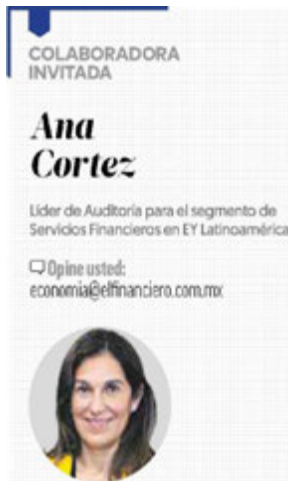 COLABORADORA
INVITADA
Ana
Cortez
Líder de Auditoría para el segmento de
Servicios Financieros en EY Latinoamérica
Opine usted:
economia@elfinanciero.com.mx